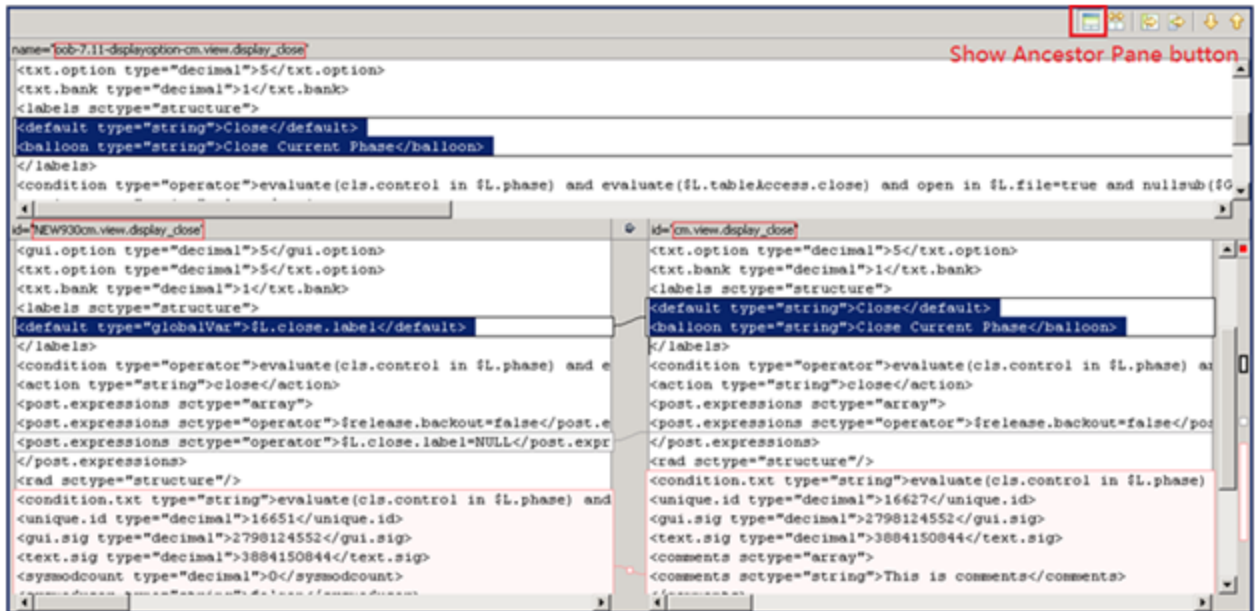 name="oob-7.11-displayoption-cm.view.display_close"
Show Ancestor Pane button
<txt.option type="decimal">5</txt.option>
<txt.bank type="decimal">1</txt.bank>
<labels sctype="structure">
<default type="string">Close</default>
<balloon type="string">Close Current Phase</balloon>
</labels>
<condition type="operator">evaluate(cls.control in $L.phase) and evaluate($L.tableAccess.close) and open in $L.file=true and nullsub($G
id="NEW930cm.view.display_close"
<gui.option type="decimal">5</gui.option>
<txt.option type="decimal">5</txt.option>
<txt.bank type="decimal">1</txt.bank>
<labels sctype="structure">
<default type="globalVar">$L.close.label</default>
</labels>
<condition type="operator">evaluate(cls.control in $L.phase) and e
<action type="string">close</action>
<post.expressions sctype="array">
<post.expressions sctype="operator">$release.backout=false</post.e
<post.expressions sctype="operator">$L.close.label=NULL</post.expr
</post.expressions>
<rad sctype="structure"/>
<condition.txt type="string">evaluate(cls.control in $L.phase) and
<unique.id type="decimal">16651</unique.id>
<gui.sig type="decimal">2798124552</gui.sig>
<text.sig type="decimal">3884150844</text.sig>
<sysmodcount type="decimal">0</sysmodcount>
id="cm.view.display_close"
<txt.option type="decimal">5</txt.option>
<txt.bank type="decimal">1</txt.bank>
<labels sctype="structure">
<default type="string">Close</default>
<balloon type="string">Close Current Phase</balloon>
</labels>
<condition type="operator">evaluate(cls.control in $L.phase) an
<action type="string">close</action>
<post.expressions sctype="array">
<post.expressions sctype="operator">$release.backout=false</pos
</post.expressions>
<rad sctype="structure"/>
<condition.txt type="string">evaluate(cls.control in $L.phase)
<unique.id type="decimal">16627</unique.id>
<gui.sig type="decimal">2798124552</gui.sig>
<text.sig type="decimal">3884150844</text.sig>
<comments sctype="array">
<comments sctype="string">This is comments</comments>